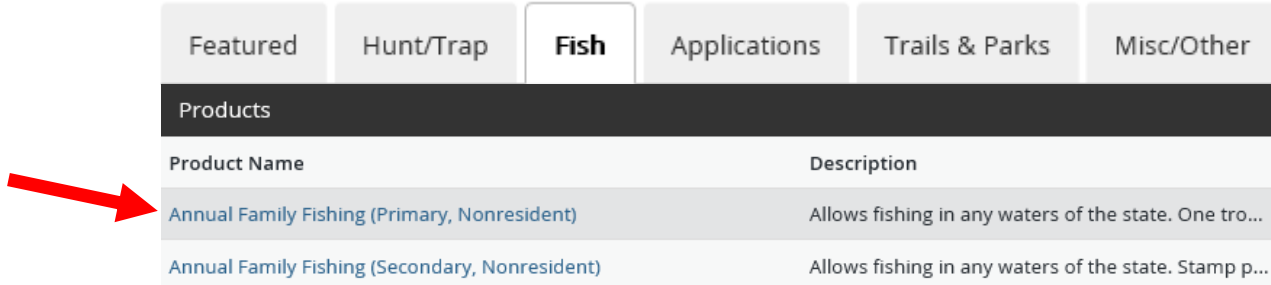 Featured Hunt/Trap Fish Applications Trails & Parks Misc/Other
Products
Product Name Description
Annual Family Fishing (Primary, Nonresident) Allows fishing in any waters of the state. One tro...
Annual Family Fishing (Secondary, Nonresident) Allows fishing in any waters of the state. Stamp p...